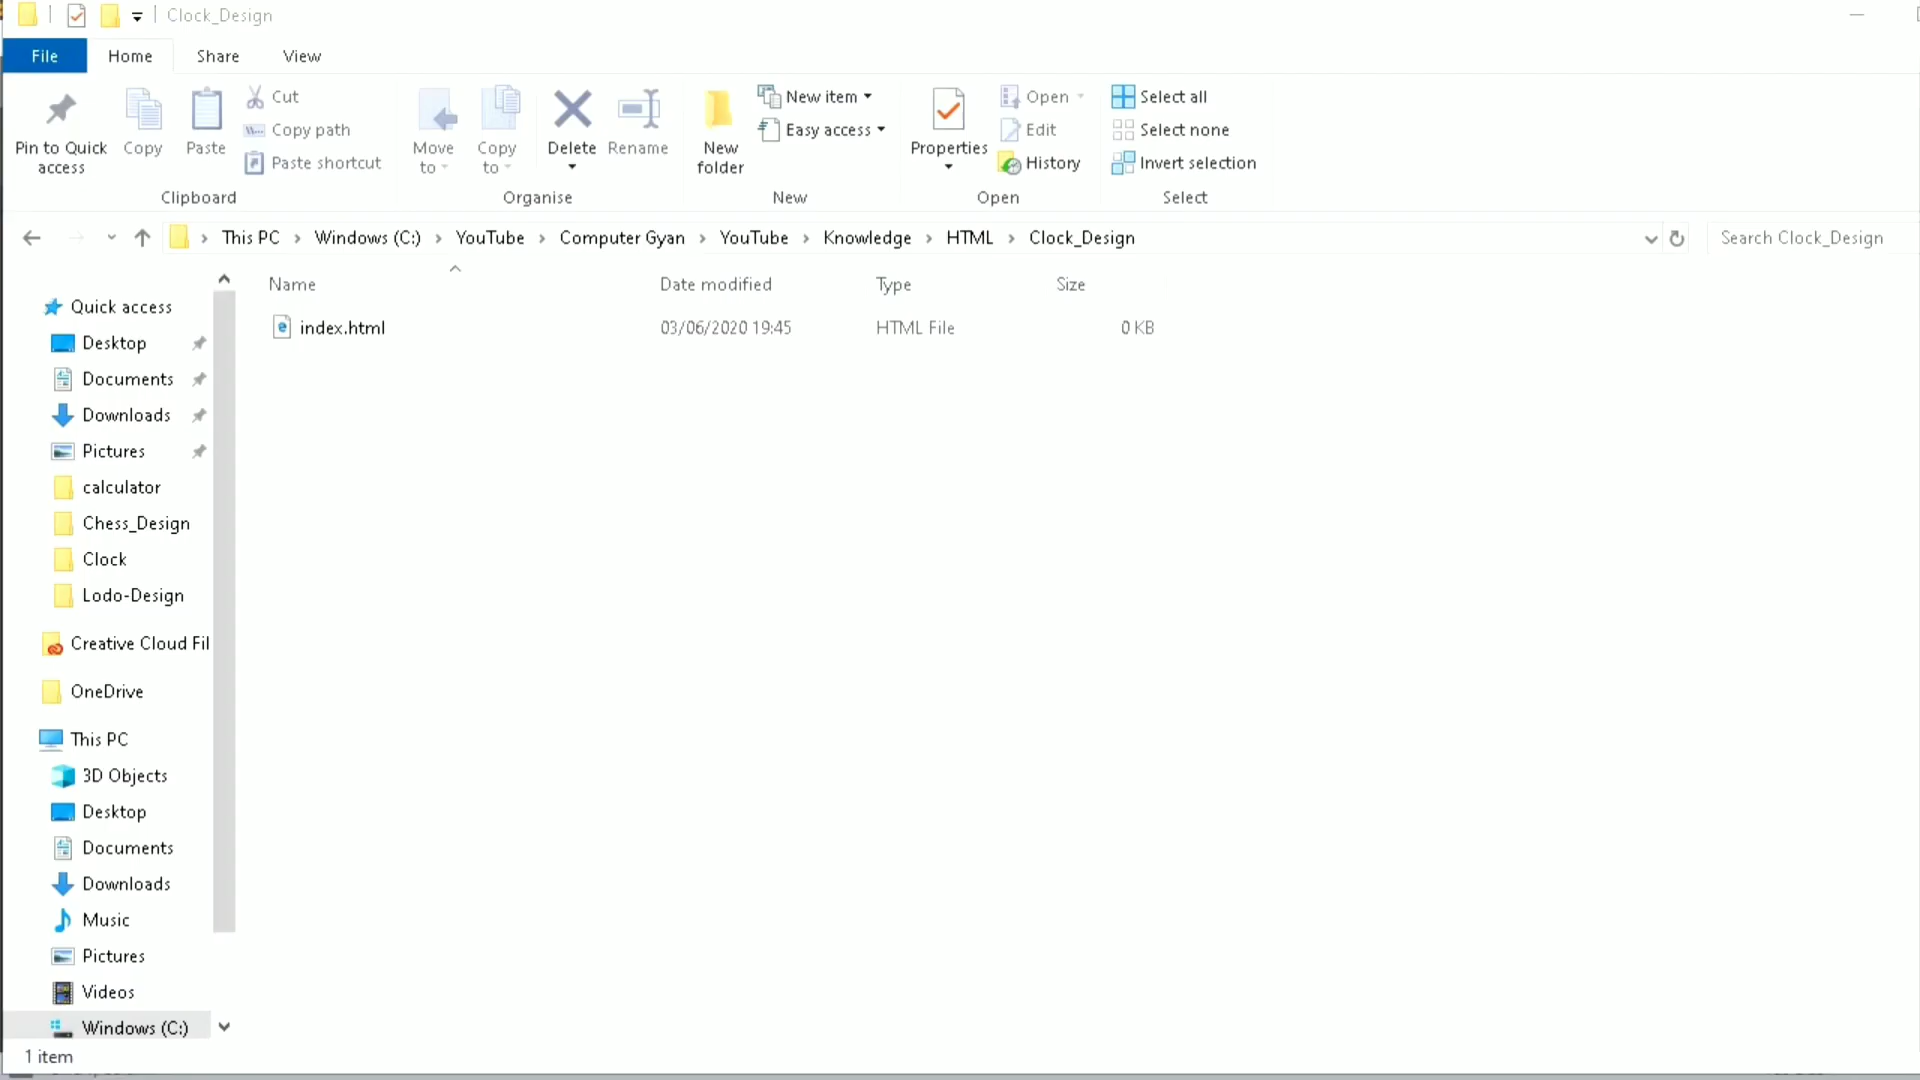 Clock_Design
File Home Share View
Pin to Quick access
Copy
Paste
Cut
Copy path
Paste shortcut
Clipboard
Move to
Copy to
Delete
Rename
Organise
New folder
New item
Easy access
New
Properties
Open
Edit
History
Open
Select all
Select none
Invert selection
Select
This PC › Windows (C:) › YouTube › Computer Gyan › YouTube › Knowledge › HTML › Clock_Design
Search Clock_Design
Name Date modified Type Size
index.html 03/06/2020 19:45 HTML File 0 KB
Quick access
Desktop
Documents
Downloads
Pictures
calculator
Chess_Design
Clock
Lodo-Design
Creative Cloud Fil
OneDrive
This PC
3D Objects
Desktop
Documents
Downloads
Music
Pictures
Videos
Windows (C:)
1 item